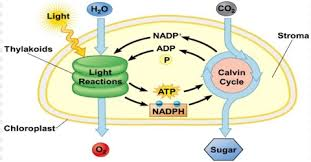 Light
H₂O
CO₂
Thylakoids
NADP⁺
ADP
P
Stroma
Light
Reactions
Calvin
Cycle
ATP
NADPH
Chloroplast
O₂
Sugar